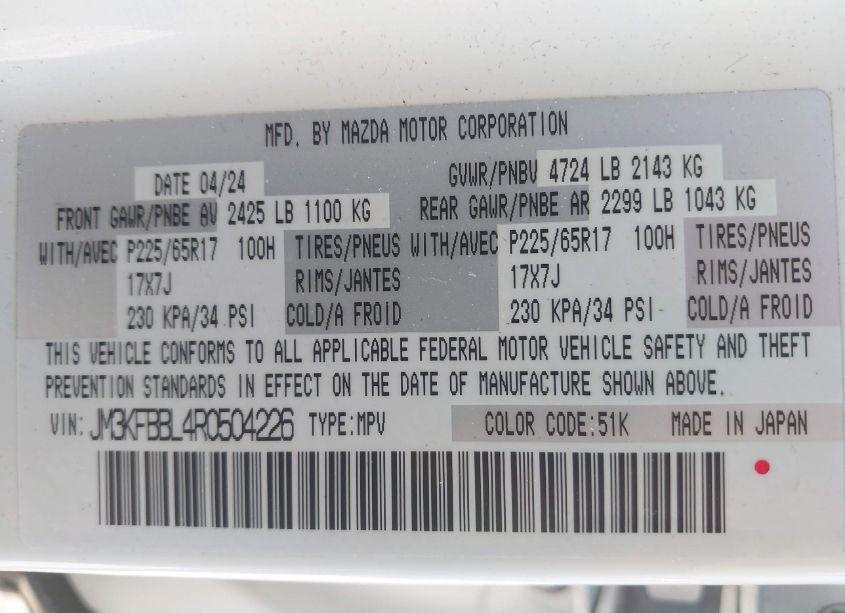 MFD. BY MAZDA MOTOR CORPORATION
DATE 04/24 GVWR/PNBV 4724 LB 2143 KG
FRONT GAWR/PNBE AV 2425 LB 1100 KG REAR GAWR/PNBE AR 2299 LB 1043 KG
WITH/AVEC P225/65R17 100H TIRES/PNEUS WITH/AVEC P225/65R17 100H TIRES/PNEUS
17X7J RIMS/JANTES 17X7J RIMS/JANTES
230 KPA/34 PSI COLD/A FROID 230 KPA/34 PSI COLD/A FROID
THIS VEHICLE CONFORMS TO ALL APPLICABLE FEDERAL MOTOR VEHICLE SAFETY AND THEFT
PREVENTION STANDARDS IN EFFECT ON THE DATE OF MANUFACTURE SHOWN ABOVE.
VIN: JM3KFBBL4R0504226 TYPE:MPV COLOR CODE:51K MADE IN JAPAN